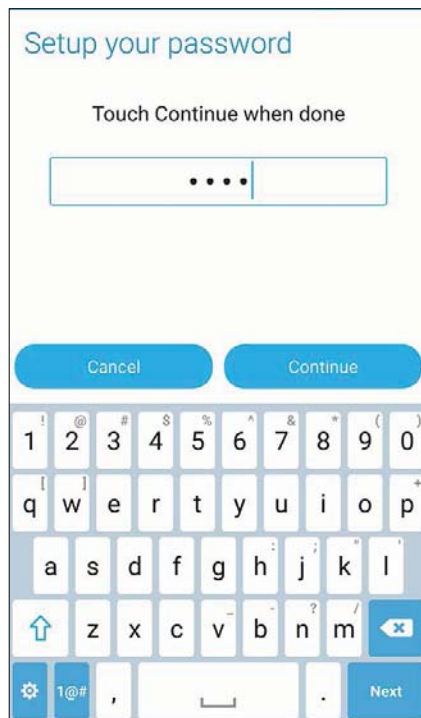 Setup your password
Touch Continue when done
••••
Cancel Continue
! @ # $ % ^ & * ( )
1 2 3 4 5 6 7 8 9 0
[ ] +
q w e r t y u i o p
: ; " '
a s d f g h j k l
_ - ? /
z x c v b n m
1@# , . Next